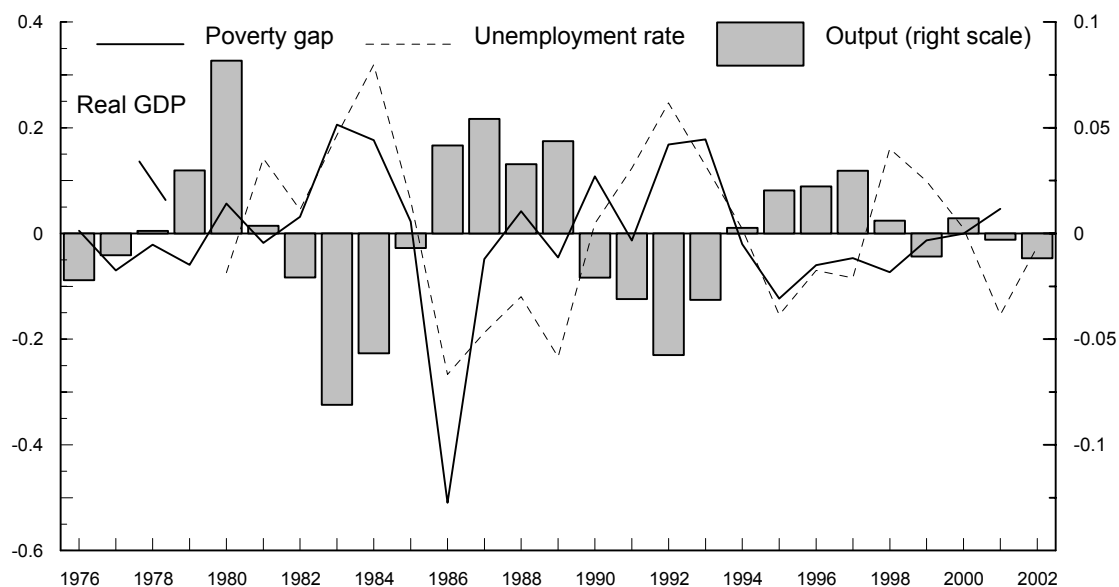 0.4
0.1
Poverty gap
Unemployment rate
Output (right scale)
Real GDP
0.2
0.05
0
0
-0.2
-0.05
-0.4
-0.1
-0.6
1976 1978 1980 1982 1984 1986 1988 1990 1992 1994 1996 1998 2000 2002